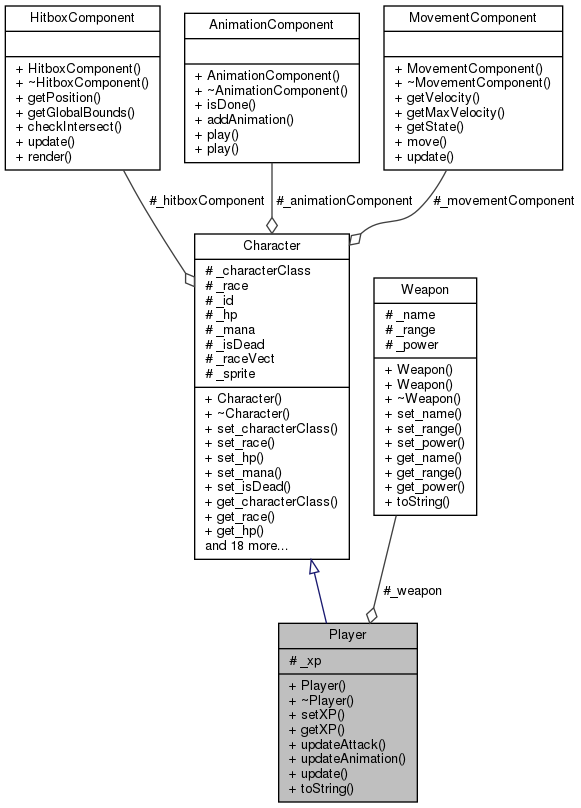 HitboxComponent
+ HitboxComponent()
+ ~HitboxComponent()
+ getPosition()
+ getGlobalBounds()
+ checkIntersect()
+ update()
+ render()
AnimationComponent
+ AnimationComponent()
+ ~AnimationComponent()
+ isDone()
+ addAnimation()
+ play()
+ play()
MovementComponent
+ MovementComponent()
+ ~MovementComponent()
+ getVelocity()
+ getMaxVelocity()
+ getState()
+ move()
+ update()
#_hitboxComponent
#_animationComponent
#_movementComponent
Character
# _characterClass
# _race
# _id
# _hp
# _mana
# _isDead
# _raceVect
# _sprite
+ Character()
+ ~Character()
+ set_characterClass()
+ set_race()
+ set_hp()
+ set_mana()
+ set_isDead()
+ get_characterClass()
+ get_race()
+ get_hp()
and 18 more...
Weapon
# _name
# _range
# _power
+ Weapon()
+ Weapon()
+ ~Weapon()
+ set_name()
+ set_range()
+ set_power()
+ get_name()
+ get_range()
+ get_power()
+ toString()
#_weapon
Player
# _xp
+ Player()
+ ~Player()
+ setXP()
+ getXP()
+ updateAttack()
+ updateAnimation()
+ update()
+ toString()